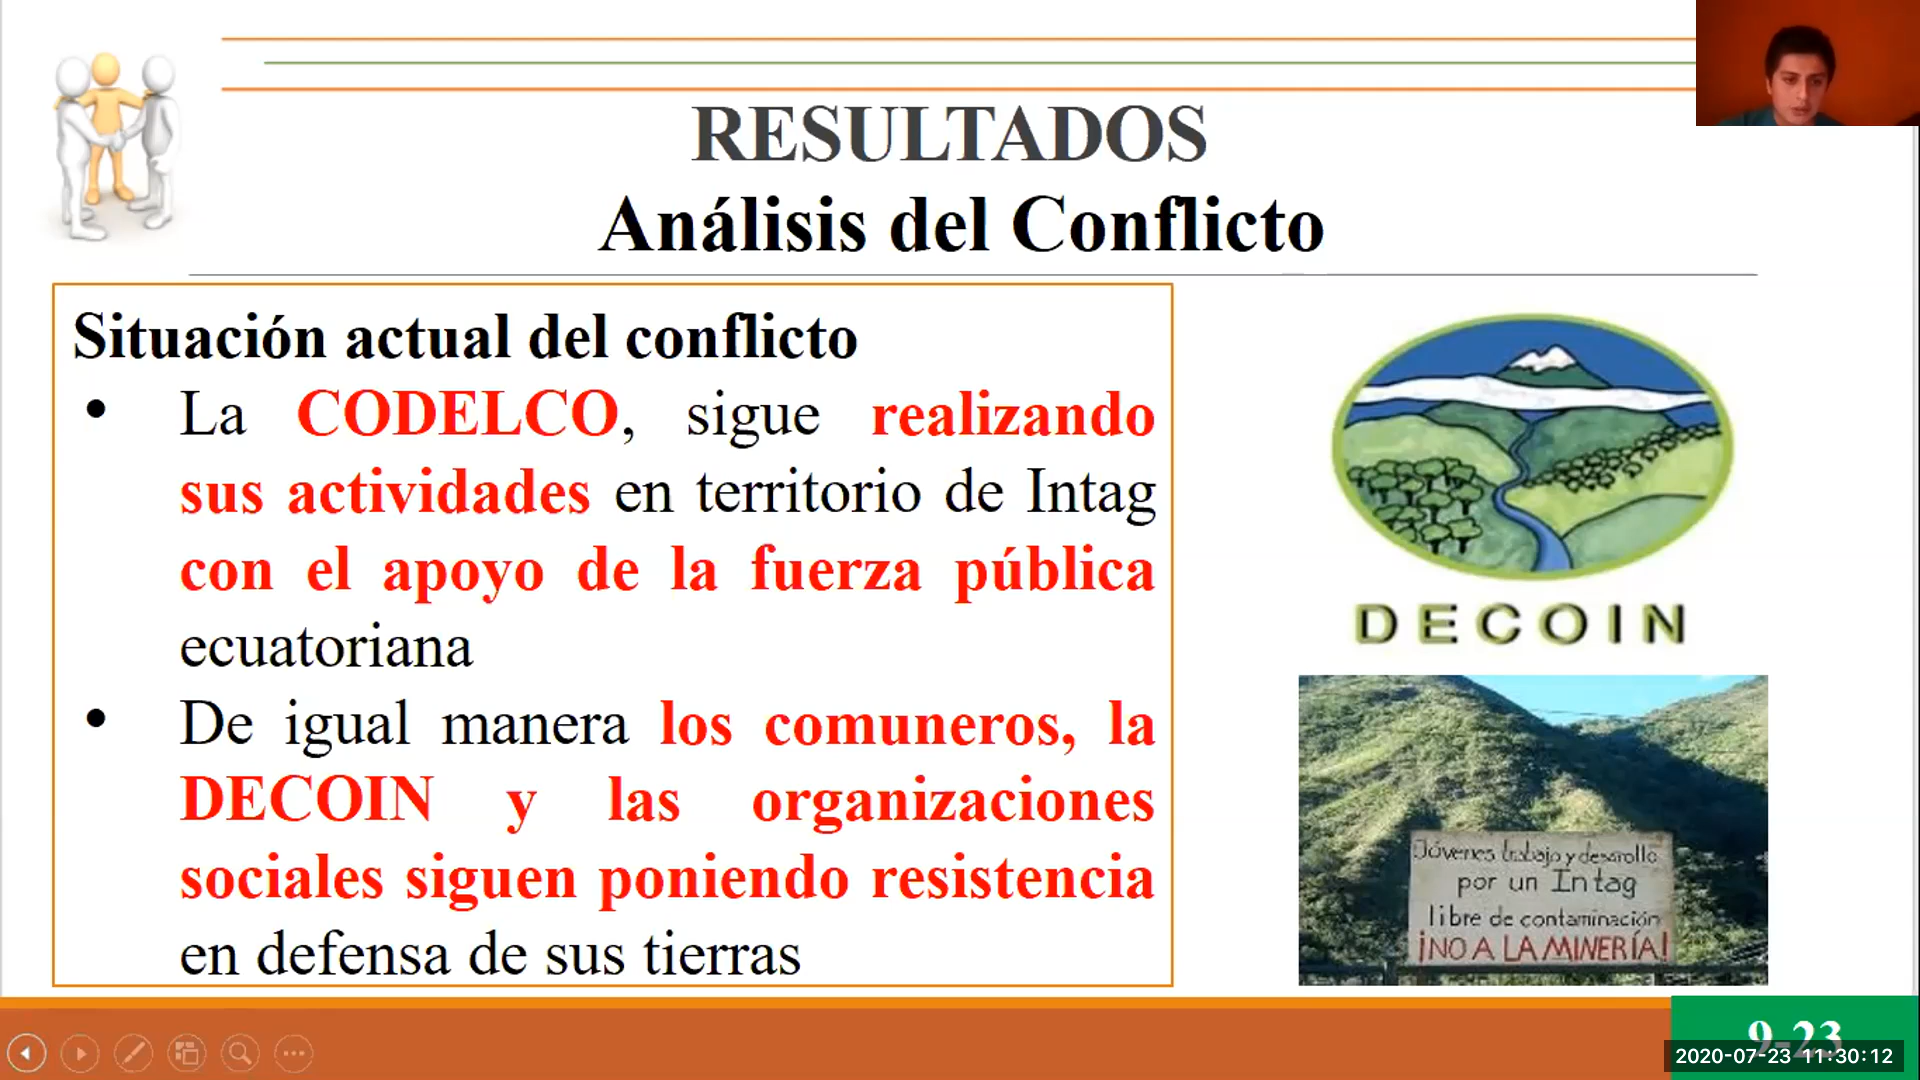 RESULTADOS
Análisis del Conflicto
Situación actual del conflicto
• La CODELCO, sigue realizando
sus actividades en territorio de Intag
con el apoyo de la fuerza pública
ecuatoriana
• De igual manera los comuneros, la
DECOIN y las organizaciones
sociales siguen poniendo resistencia
en defensa de sus tierras
DECOIN
Jóvenes trabajo y desarollo
por un Intag
libre de contaminación
¡NO A LA MINERÍA!
9-23
2020-07-23 11:30:12